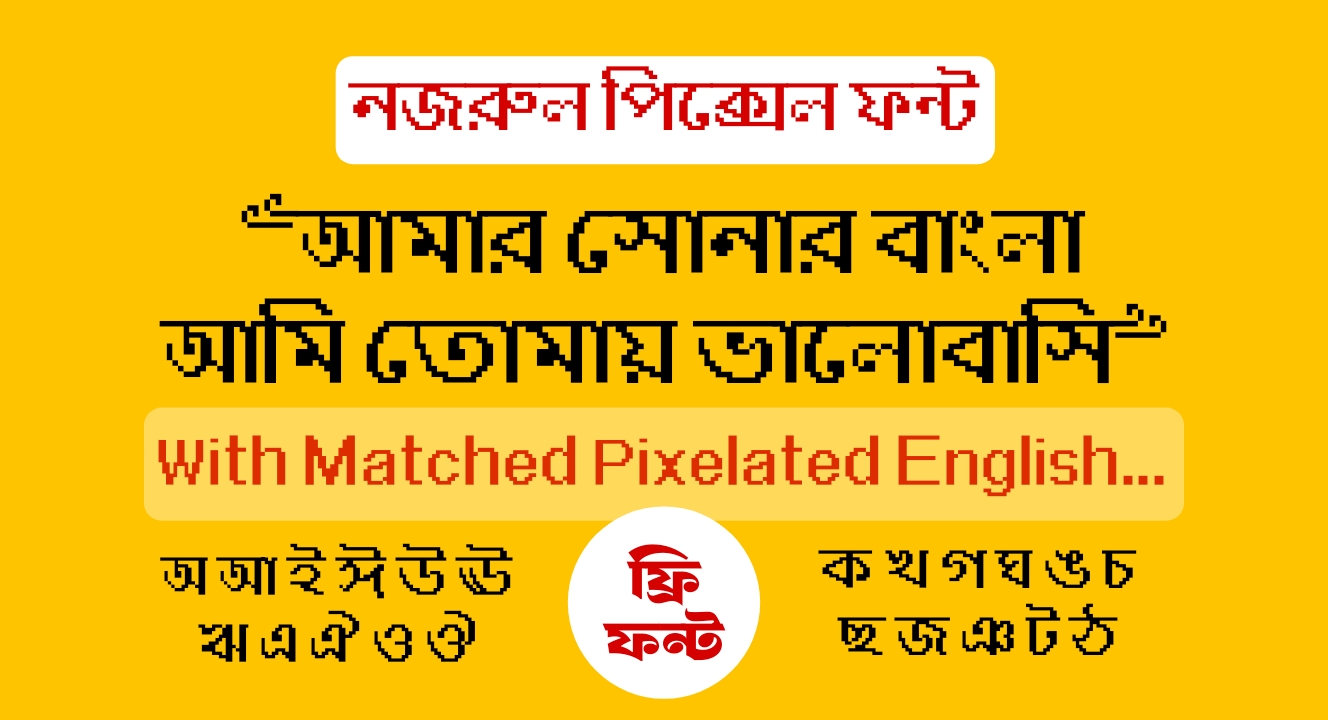 নজরুল পিক্সেল ফন্ট
“আমার সোনার বাংলা
আমি তোমায় ভালোবাসি”
With Matched Pixelated English...
অ আ ই ঈ উ ঊ
ঋ এ ঐ ও ঔ
ফ্রি
ফন্ট
ক খ গ ঘ ঙ চ
ছ জ ঞ ট ঠ